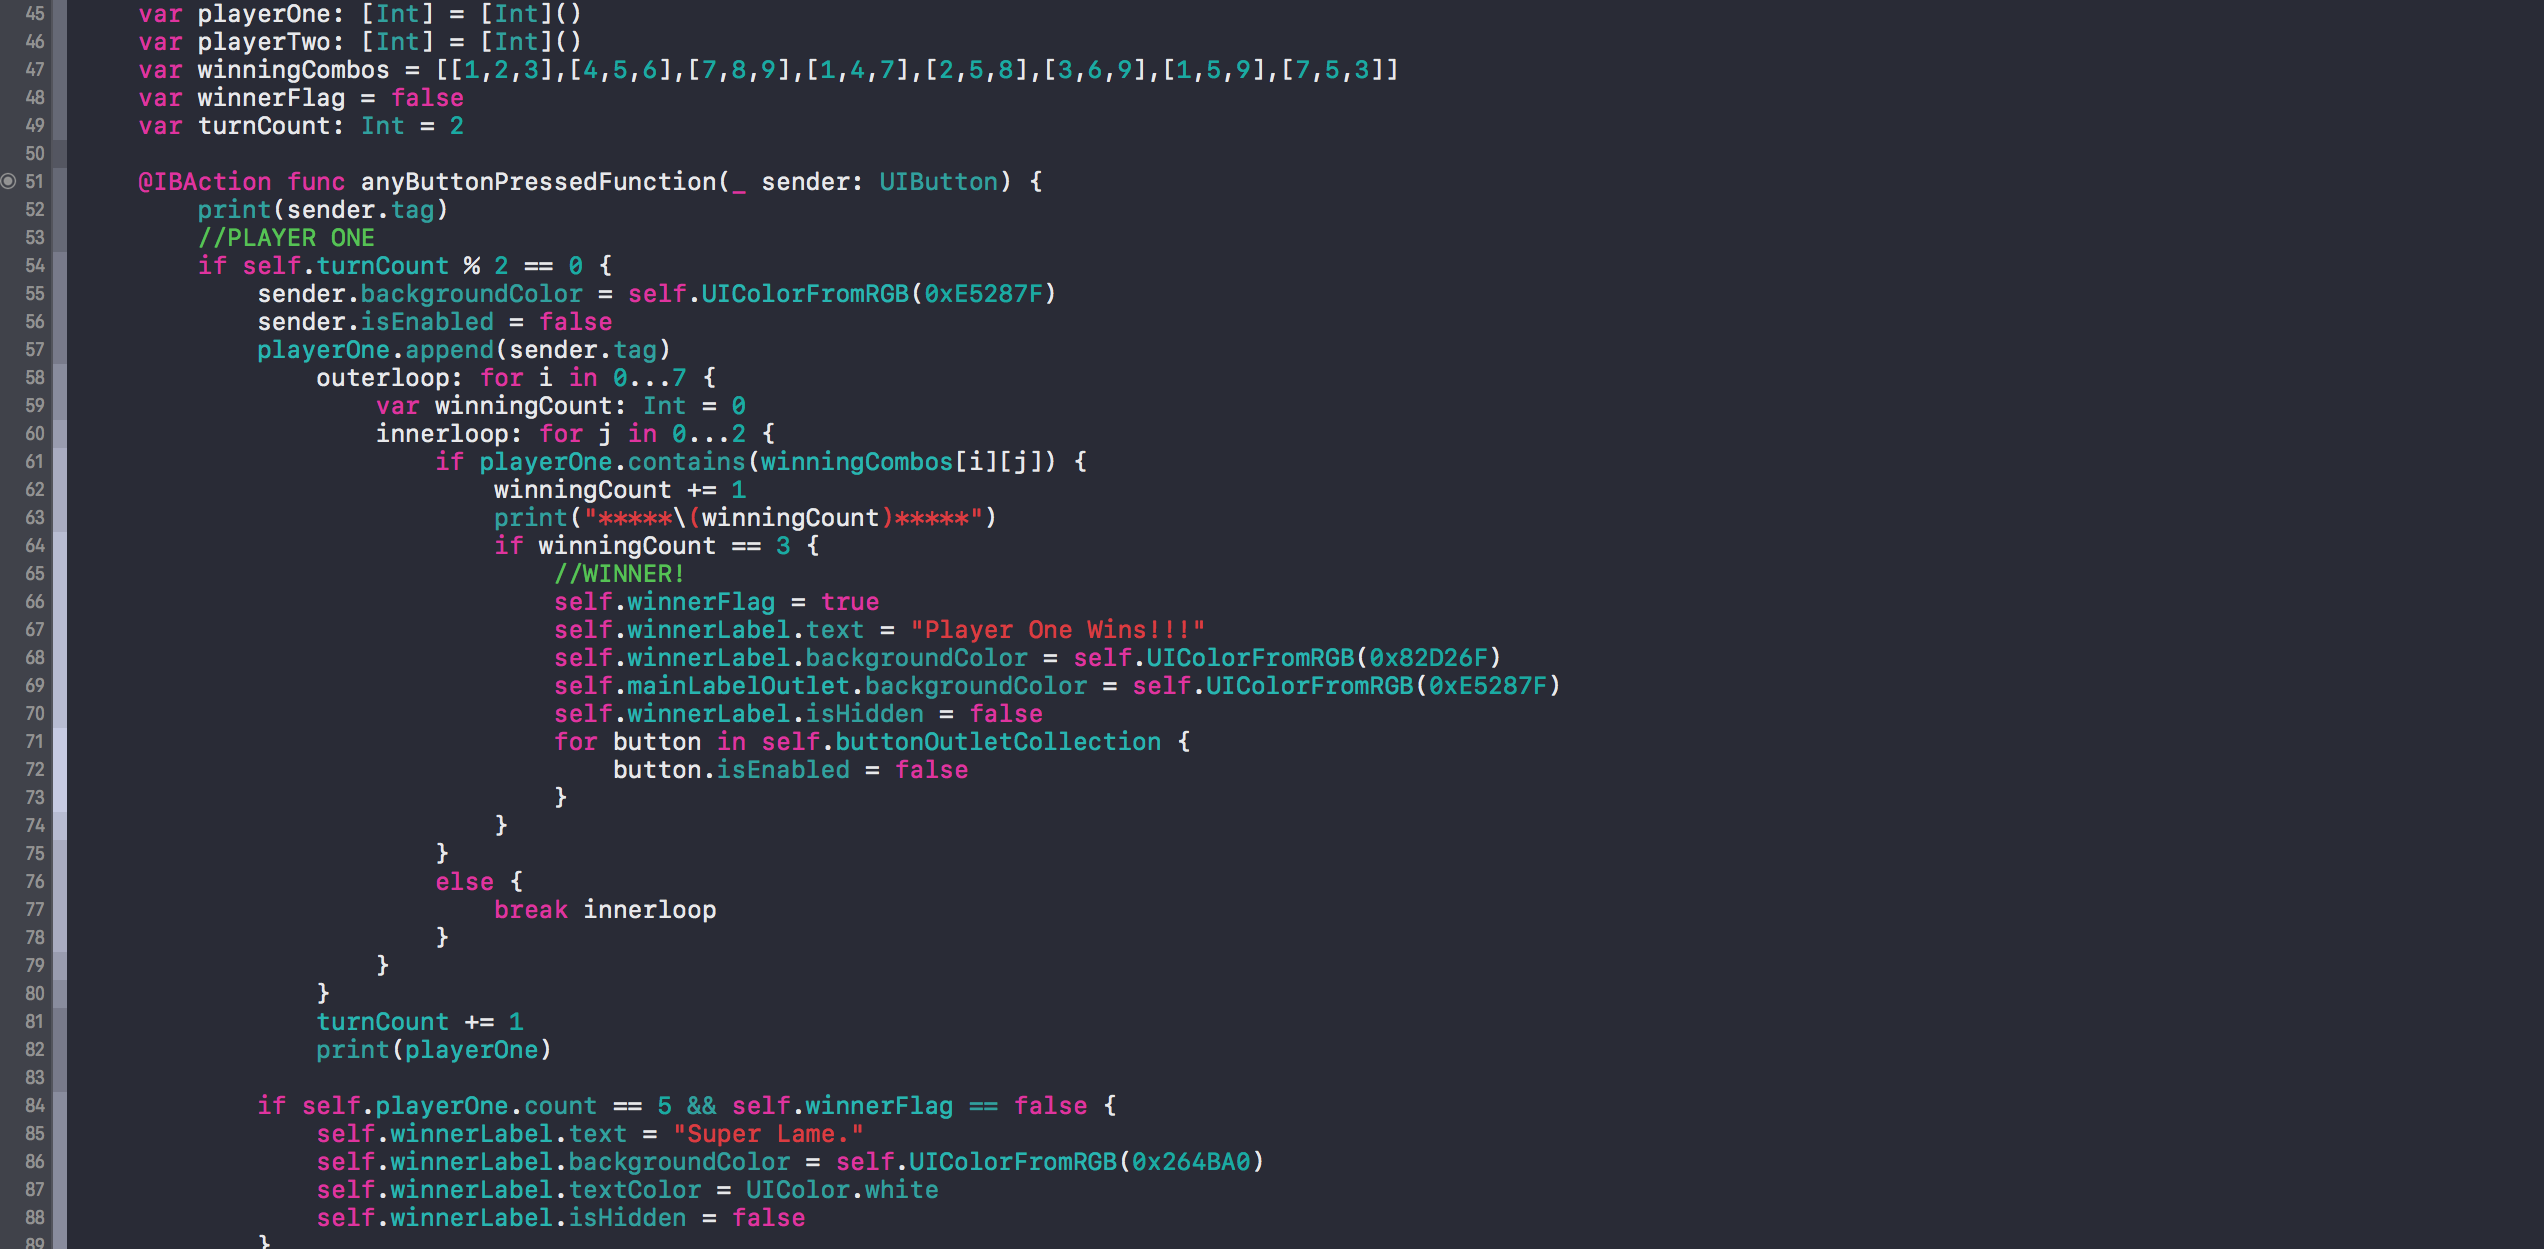 45 var playerOne: [Int] = [Int]()
46 var playerTwo: [Int] = [Int]()
47 var winningCombos = [[1,2,3],[4,5,6],[7,8,9],[1,4,7],[2,5,8],[3,6,9],[1,5,9],[7,5,3]]
48 var winnerFlag = false
49 var turnCount: Int = 2
50
51 @IBAction func anyButtonPressedFunction(_ sender: UIButton) {
52 print(sender.tag)
53 //PLAYER ONE
54 if self.turnCount % 2 == 0 {
55 sender.backgroundColor = self.UIColorFromRGB(0xE5287F)
56 sender.isEnabled = false
57 playerOne.append(sender.tag)
58 outerloop: for i in 0...7 {
59 var winningCount: Int = 0
60 innerloop: for j in 0...2 {
61 if playerOne.contains(winningCombos[i][j]) {
62 winningCount += 1
63 print("*****\(winningCount)*****")
64 if winningCount == 3 {
65 //WINNER!
66 self.winnerFlag = true
67 self.winnerLabel.text = "Player One Wins!!!"
68 self.winnerLabel.backgroundColor = self.UIColorFromRGB(0x82D26F)
69 self.mainLabelOutlet.backgroundColor = self.UIColorFromRGB(0xE5287F)
70 self.winnerLabel.isHidden = false
71 for button in self.buttonOutletCollection {
72 button.isEnabled = false
73 }
74 }
75 }
76 else {
77 break innerloop
78 }
79 }
80 }
81 turnCount += 1
82 print(playerOne)
83
84 if self.playerOne.count == 5 && self.winnerFlag == false {
85 self.winnerLabel.text = "Super Lame."
86 self.winnerLabel.backgroundColor = self.UIColorFromRGB(0x264BA0)
87 self.winnerLabel.textColor = UIColor.white
88 self.winnerLabel.isHidden = false
89 }